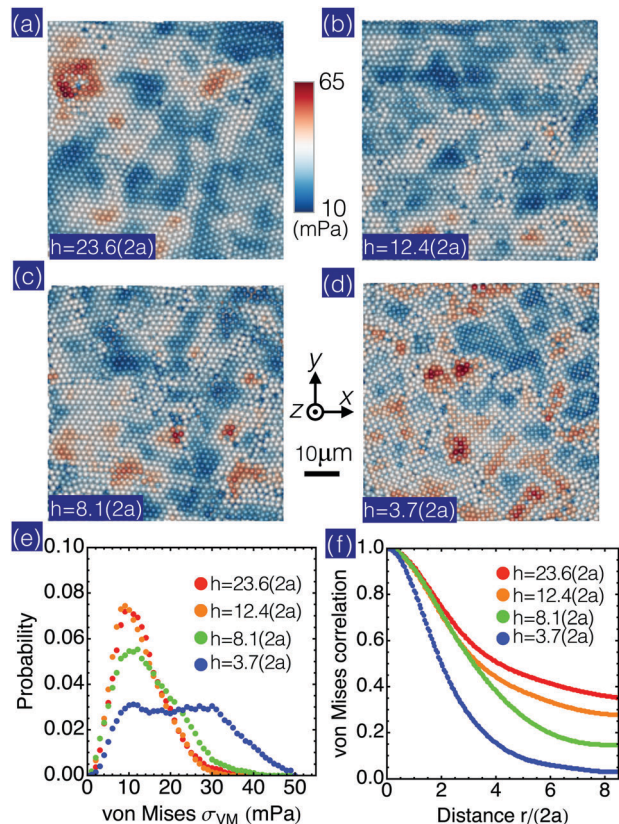 (a)
(b)
65
10
(mPa)
h=23.6(2a)
h=12.4(2a)
(c)
(d)
y
z
x
10μm
h=8.1(2a)
h=3.7(2a)
(e)
0.10
0.08
0.06
0.04
0.02
0.00
Probability
h=23.6(2a)
h=12.4(2a)
h=8.1(2a)
h=3.7(2a)
0 10 20 30 40 50
von Mises σVM (mPa)
(f)
1.0
0.8
0.6
0.4
0.2
0.0
von Mises correlation
h=23.6(2a)
h=12.4(2a)
h=8.1(2a)
h=3.7(2a)
0 2 4 6 8
Distance r/(2a)